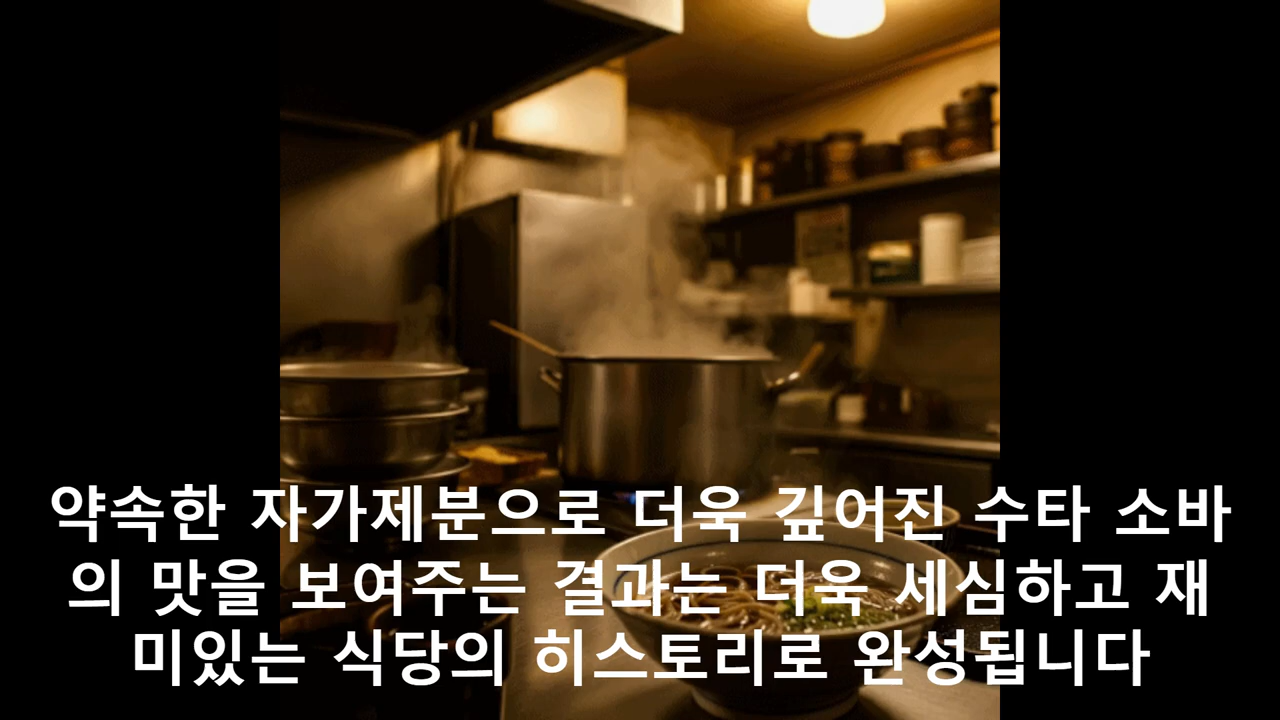 약속한 자가제분으로 더욱 깊어진 수타 소바
의 맛을 보여주는 결과는 더욱 세심하고 재
미있는 식당의 히스토리로 완성됩니다